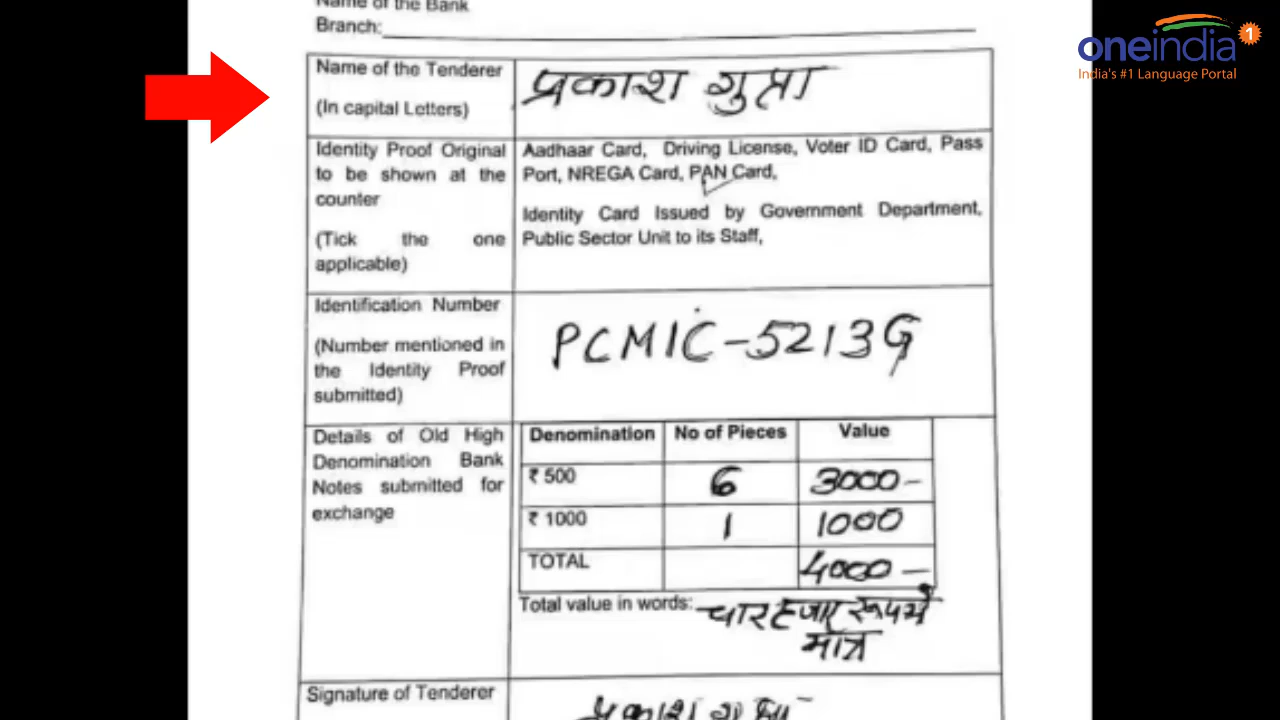 Name of the Bank
Branch:
oneindia 1
India's #1 Language Portal
Name of the Tenderer
(In capital Letters)
प्रकाश गुप्ता
Identity Proof Original
to be shown at the
counter
(Tick the one
applicable)
Aadhaar Card, Driving License, Voter ID Card, Pass
Port, NREGA Card, PAN Card,
Identity Card Issued by Government Department,
Public Sector Unit to its Staff,
Identification Number
(Number mentioned in
the Identity Proof
submitted)
PCMIC-5213G
Details of Old High
Denomination Bank
Notes submitted for
exchange
Denomination No of Pieces Value
₹ 500 6 3000-
₹ 1000 1 1000
TOTAL 4000-
Total value in words: चार हजार रूपये
मात्र
Signature of Tenderer
प्रकाश गुप्ता